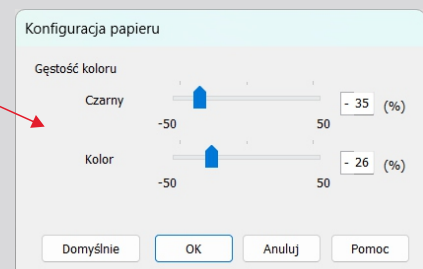 Konfiguracja papieru
Gęstość koloru
Czarny
- 35 (%)
-50 50
Kolor
- 26 (%)
-50 50
Domyślnie OK Anuluj Pomoc